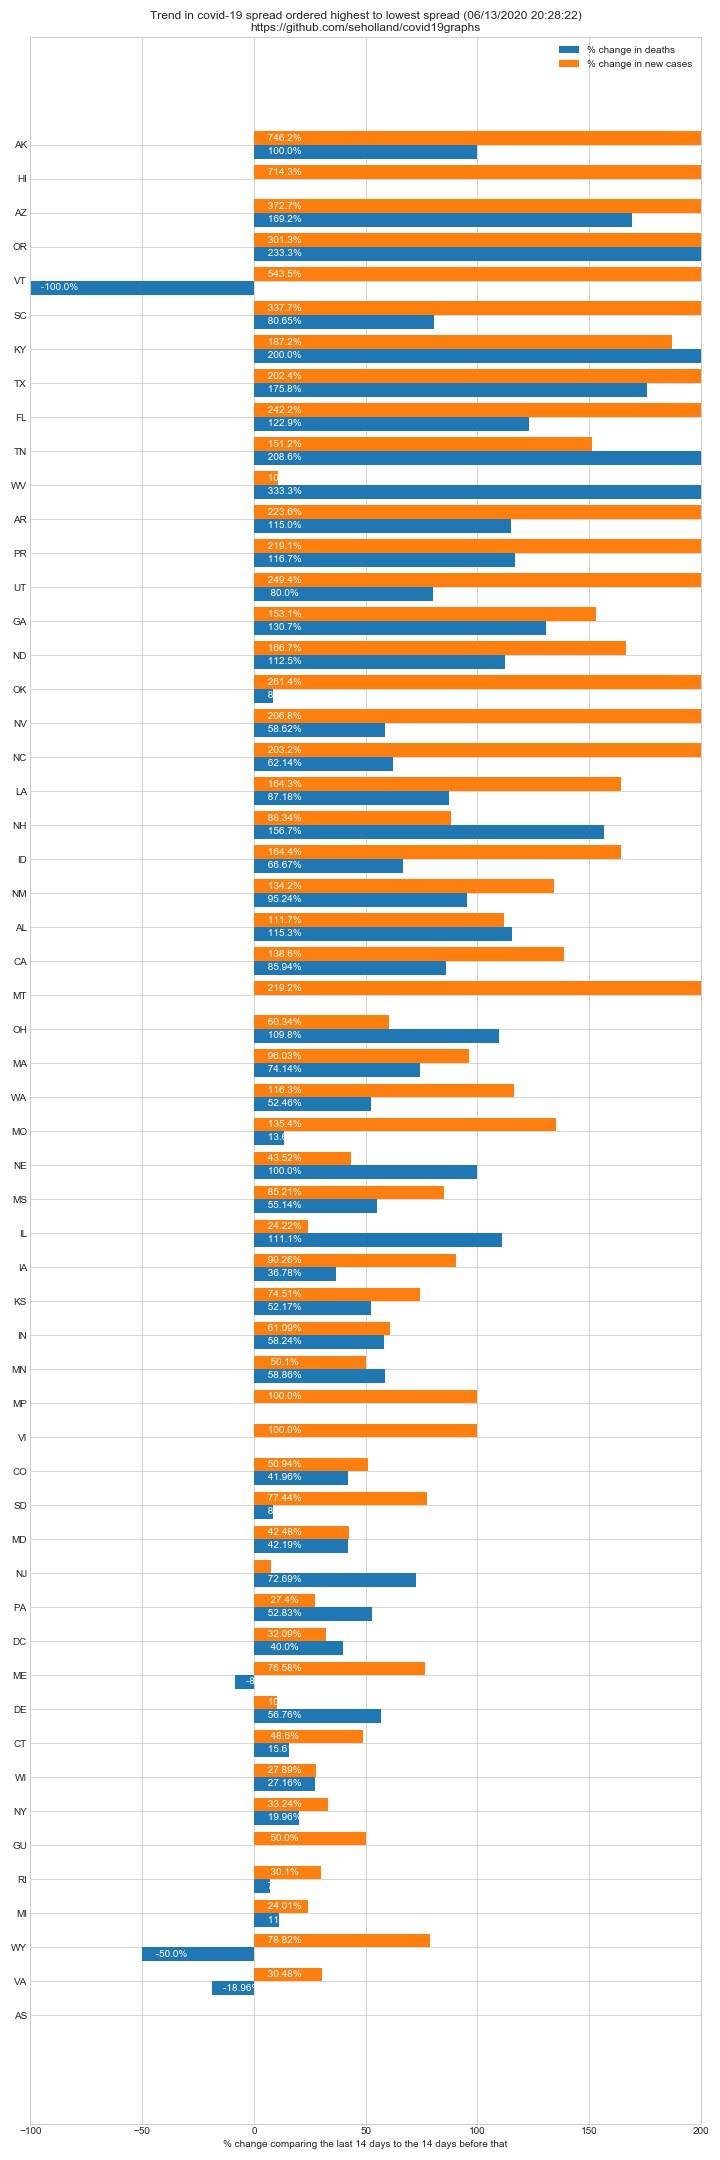 Trend in covid-19 spread ordered highest to lowest spread (06/13/2020 20:28:22)
https://github.com/seholland/covid19graphs
% change in deaths
% change in new cases
AK 746.2%
100.0%
HI 714.3%
AZ 372.7%
169.2%
OR 301.3%
233.3%
VT 543.5%
-100.0%
SC 337.7%
80.65%
KY 187.2%
200.0%
TX 202.4%
175.8%
FL 242.2%
122.9%
TN 151.2%
208.6%
WV 10
333.3%
AR 223.6%
115.0%
PR 219.1%
116.7%
UT 249.4%
80.0%
GA 153.1%
130.7%
ND 166.7%
112.5%
OK 261.4%
8
NV 206.8%
58.62%
NC 203.2%
62.14%
LA 164.3%
87.18%
NH 88.34%
156.7%
ID 164.4%
66.67%
NM 134.2%
95.24%
AL 111.7%
115.3%
CA 138.6%
85.94%
MT 219.2%
OH 60.34%
109.8%
MA 96.03%
74.14%
WA 116.3%
52.46%
MO 135.4%
13.6
NE 43.52%
100.0%
MS 85.21%
55.14%
IL 24.22%
111.1%
IA 90.26%
36.78%
KS 74.51%
52.17%
IN 61.09%
58.24%
MN 50.1%
58.86%
MP 100.0%
VI 100.0%
CO 50.94%
41.96%
SD 77.44%
8
MD 42.48%
42.19%
NJ
72.69%
PA 27.4%
52.83%
DC 32.09%
40.0%
ME 76.58%
-8
DE 10
56.76%
CT 48.6%
15.6
WI 27.89%
27.16%
NY 33.24%
19.96%
GU 50.0%
RI 30.1%
MI 24.01%
11
WY 78.82%
-50.0%
VA 30.48%
-18.96%
AS
−100 −50 0 50 100 150 200
% change comparing the last 14 days to the 14 days before that